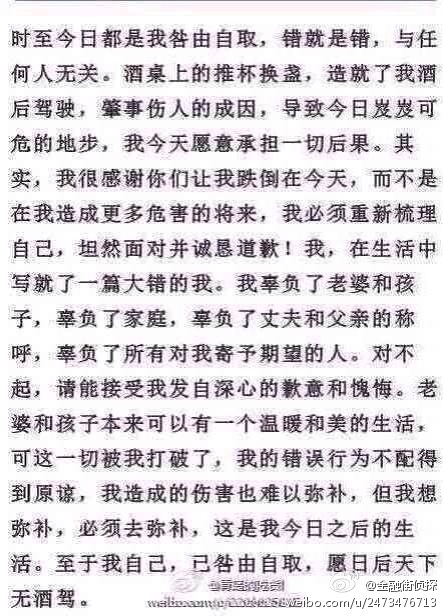 时至今日都是我咎由自取，错就是错，与任
何人无关。酒桌上的推杯换盏，造就了我酒
后驾驶，肇事伤人的成因，导致今日岌岌可
危的地步，我今天愿意承担一切后果。其
实，我很感谢你们让我跌倒在今天，而不是
在我造成更多危害的将来，我必须重新梳理
自己，坦然面对并诚恳道歉！我，在生活中
写就了一篇大错的我。我辜负了老婆和孩
子，辜负了家庭，辜负了丈夫和父亲的称
呼，辜负了所有对我寄予期望的人。对不
起，请能接受我发自深心的歉意和愧悔。老
婆和孩子本来可以有一个温暖和美的生活，
可这一切被我打破了，我的错误行为不配得
到原谅，我造成的伤害也难以弥补，但我想
弥补，必须去弥补，这是我今日之后的生
活。至于我自己，已咎由自取，愿日后天下
无酒驾。
@金融街侦探
weibo.com/u/2473476713